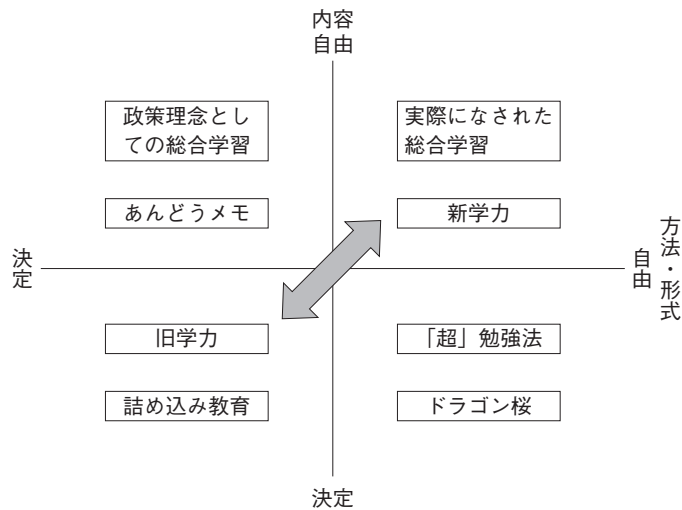 内容
自由
政策理念とし
ての総合学習
実際になされた
総合学習
あんどうメモ
新学力
決定
自由
方法・形式
旧学力
「超」勉強法
詰め込み教育
ドラゴン桜
決定